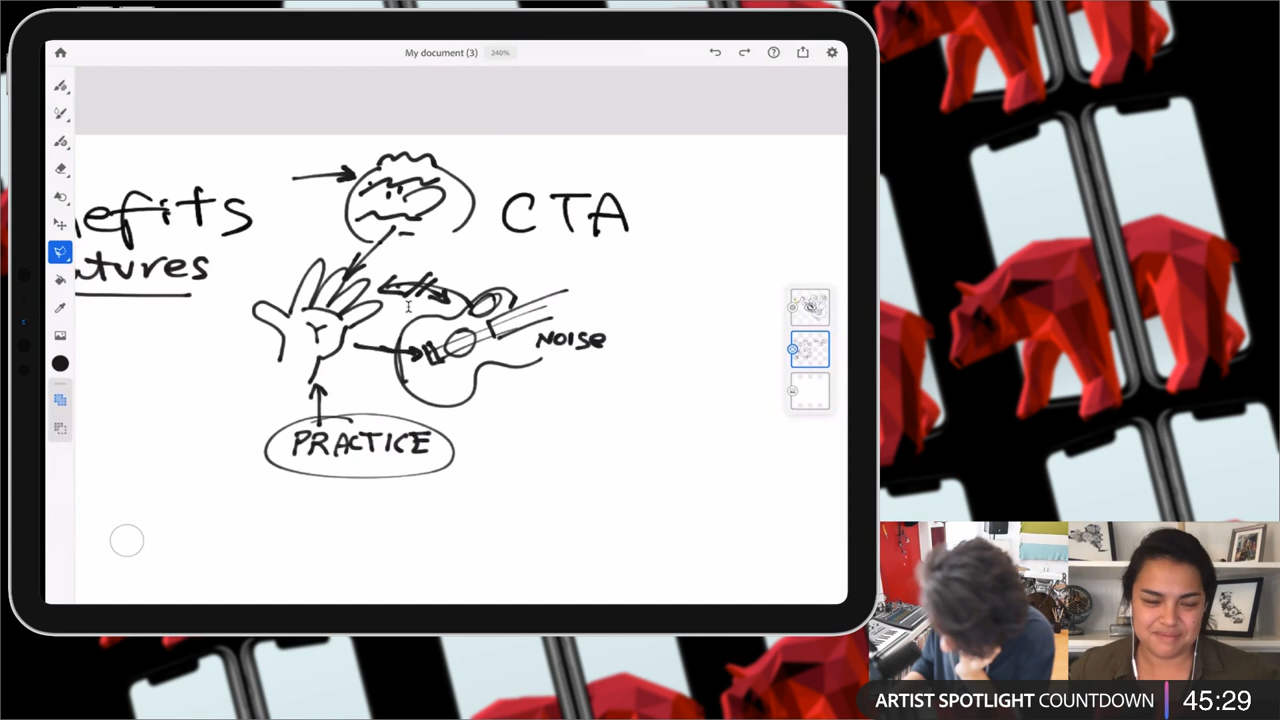 My document (3) 240%
efits
CTA
tures
NOISE
PRACTICE
ARTIST SPOTLIGHT COUNTDOWN 45:29